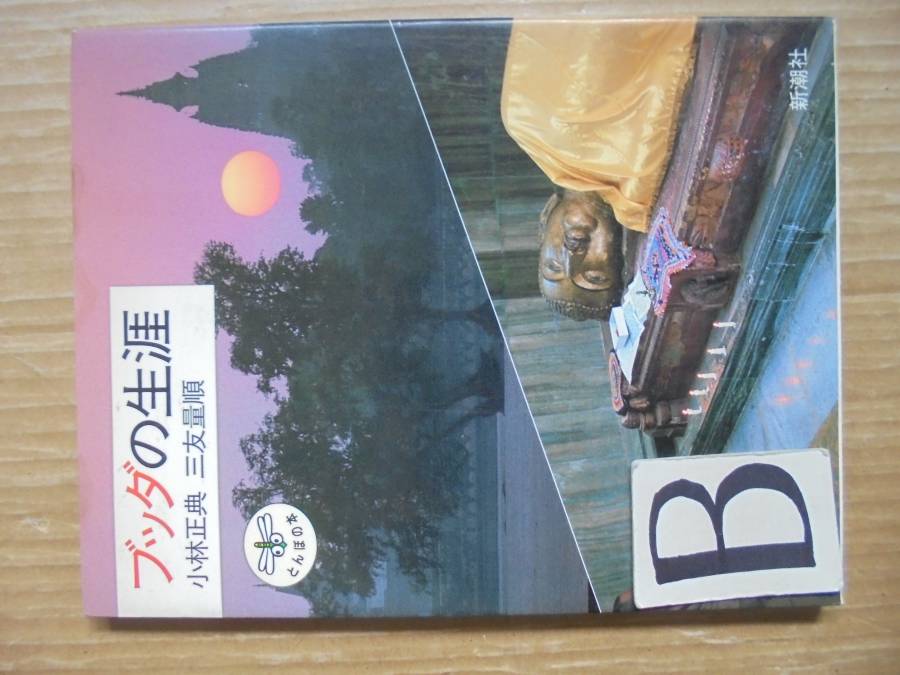 ブッダの生涯
小林正典 三友量順
とんぼの本
新潮社
B